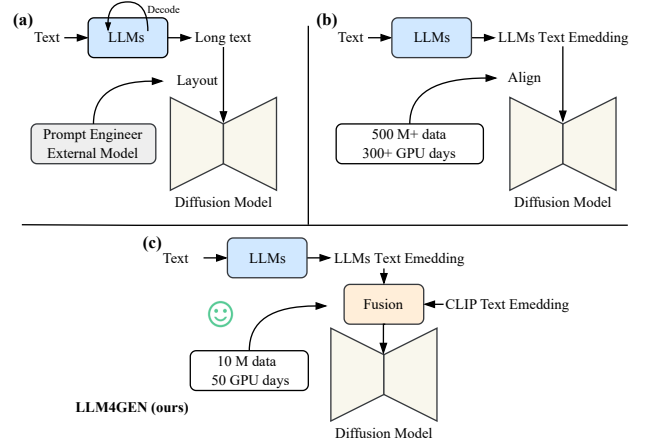 (a)
Decode
Text
LLMs
Long text
Layout
Prompt Engineer
External Model
Diffusion Model
(b)
Text
LLMs
LLMs Text Emedding
Align
500 M+ data
300+ GPU days
Diffusion Model
(c)
Text
LLMs
LLMs Text Emedding
Fusion
CLIP Text Emedding
10 M data
50 GPU days
LLM4GEN (ours)
Diffusion Model